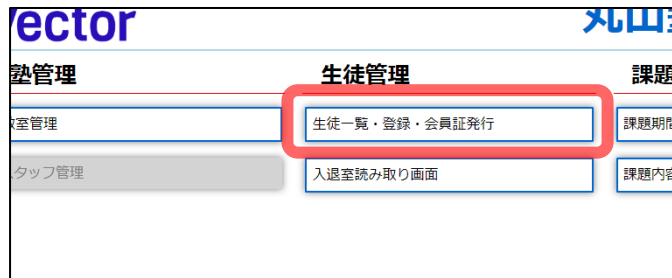 Vector
丸山
塾管理
生徒管理
課題
教室管理
生徒一覧・登録・会員証発行
課題期間
スタッフ管理
入退室読み取り画面
課題内容